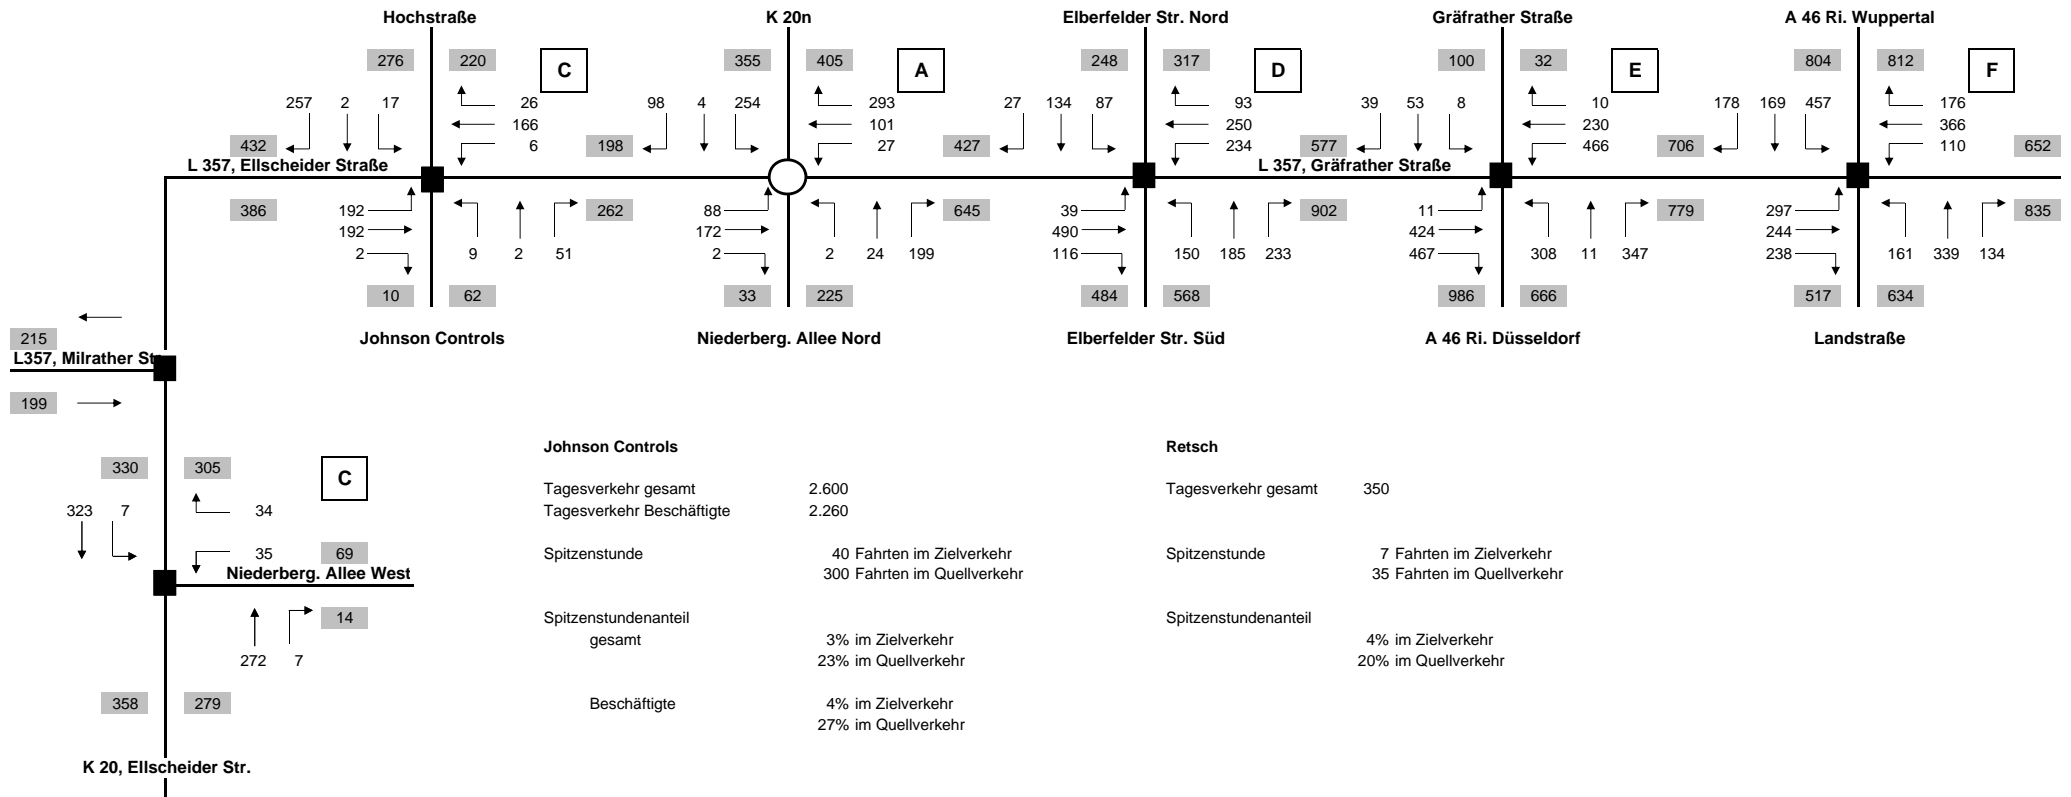 Hochstraße K 20n Elberfelder Str. Nord Gräfrather Straße A 46 Ri. Wuppertal
276 220 C 355 405 A 248 317 D 100 32 E 804 812 F
257 2 17 26 98 4 254 293 27 134 87 93 39 53 8 10 178 169 457 176
166 101 250 230 366
432 6 198 27 427 234 577 466 706 110 652
L 357, Ellscheider Straße L 357, Gräfrather Straße
386 192 262 88 645 39 902 11 779 297 835
192 172 490 424 244
2 9 2 51 2 2 24 199 116 150 185 233 467 308 11 347 238 161 339 134
10 62 33 225 484 568 986 666 517 634
Johnson Controls Niederberg. Allee Nord Elberfelder Str. Süd A 46 Ri. Düsseldorf Landstraße
215
L357, Milrather Str.
199
330 305 C
323 7 34
35 69
Niederberg. Allee West
14
272 7
358 279
K 20, Ellscheider Str.
Johnson Controls
Tagesverkehr gesamt 2.600
Tagesverkehr Beschäftigte 2.260
Spitzenstunde 40 Fahrten im Zielverkehr
300 Fahrten im Quellverkehr
Spitzenstundenanteil
gesamt 3% im Zielverkehr
23% im Quellverkehr
Beschäftigte 4% im Zielverkehr
27% im Quellverkehr
Retsch
Tagesverkehr gesamt 350
Spitzenstunde 7 Fahrten im Zielverkehr
35 Fahrten im Quellverkehr
Spitzenstundenanteil
4% im Zielverkehr
20% im Quellverkehr